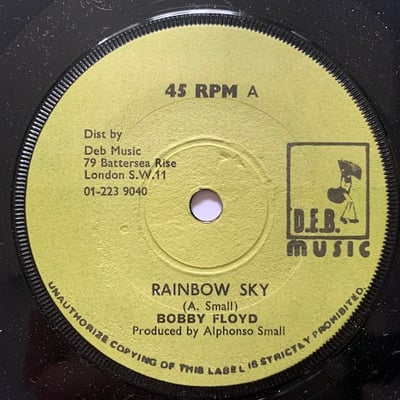 45 RPM A
Dist by
Deb Music
79 Battersea Rise
London S.W.11
01-223 9040
D.E.B.
MUSIC
RAINBOW SKY
(A. Small)
BOBBY FLOYD
Produced by Alphonso Small
UNAUTHORIZE COPYING OF THIS LABEL IS STRICTLY PROHIBITED.